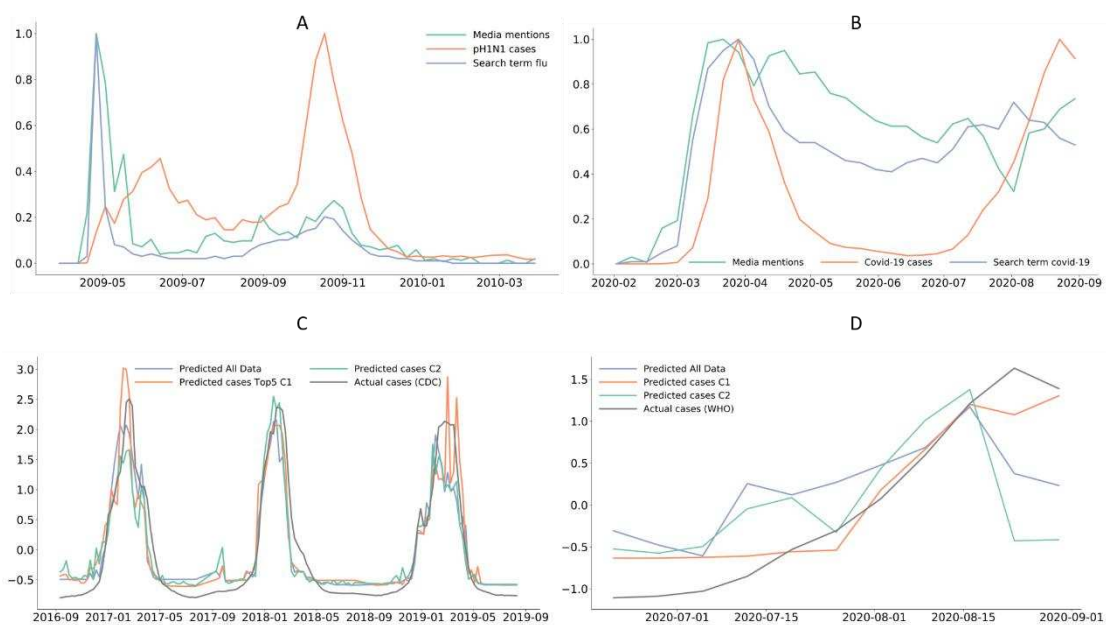 A
Media mentions
pH1N1 cases
Search term flu
1.0
0.8
0.6
0.4
0.2
0.0
2009-05 2009-07 2009-09 2009-11 2010-01 2010-03
B
1.0
0.8
0.6
0.4
0.2
0.0
Media mentions Covid-19 cases Search term covid-19
2020-02 2020-03 2020-04 2020-05 2020-06 2020-07 2020-08 2020-09
C
Predicted All Data Predicted cases C2
Predicted cases Top5 C1 Actual cases (CDC)
3.0
2.5
2.0
1.5
1.0
0.5
0.0
−0.5
2016-09 2017-01 2017-05 2017-09 2018-01 2018-05 2018-09 2019-01 2019-05 2019-09
D
Predicted All Data
Predicted cases C1
Predicted cases C2
Actual cases (WHO)
1.5
1.0
0.5
0.0
−0.5
−1.0
2020-07-01 2020-07-15 2020-08-01 2020-08-15 2020-09-01